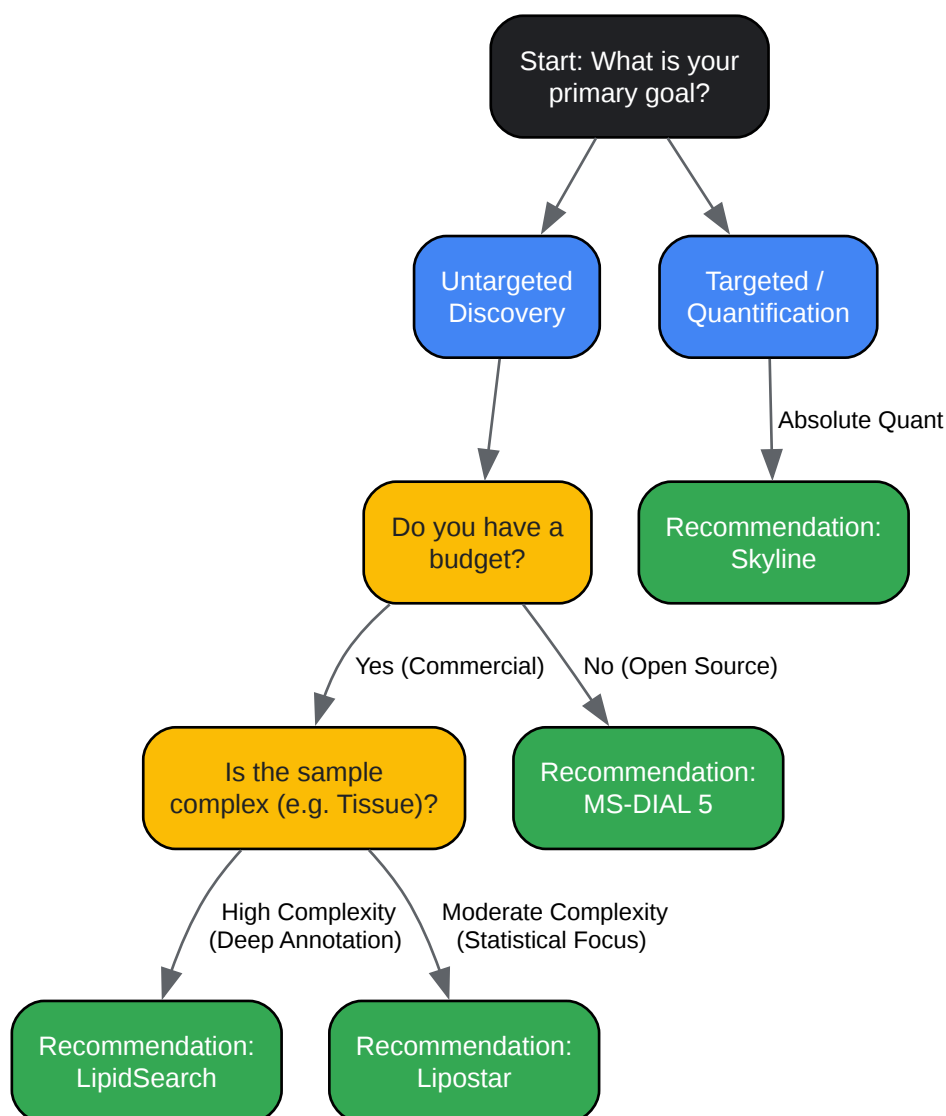 Start: What is your
primary goal?
Untargeted
Discovery
Targeted /
Quantification
Absolute Quant
Do you have a
budget?
Recommendation:
Skyline
Yes (Commercial)
No (Open Source)
Is the sample
complex (e.g. Tissue)?
Recommendation:
MS-DIAL 5
High Complexity
(Deep Annotation)
Moderate Complexity
(Statistical Focus)
Recommendation:
LipidSearch
Recommendation:
Lipostar